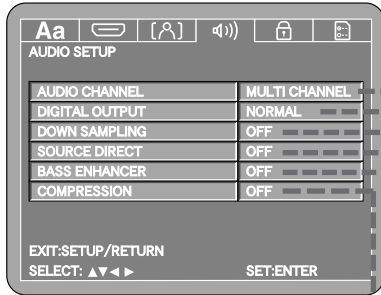 Aa
AUDIO SETUP
AUDIO CHANNEL MULTI CHANNEL
DIGITAL OUTPUT NORMAL
DOWN SAMPLING OFF
SOURCE DIRECT OFF
BASS ENHANCER OFF
COMPRESSION OFF
EXIT:SETUP/RETURN
SELECT: ▲▼◄ ► SET:ENTER